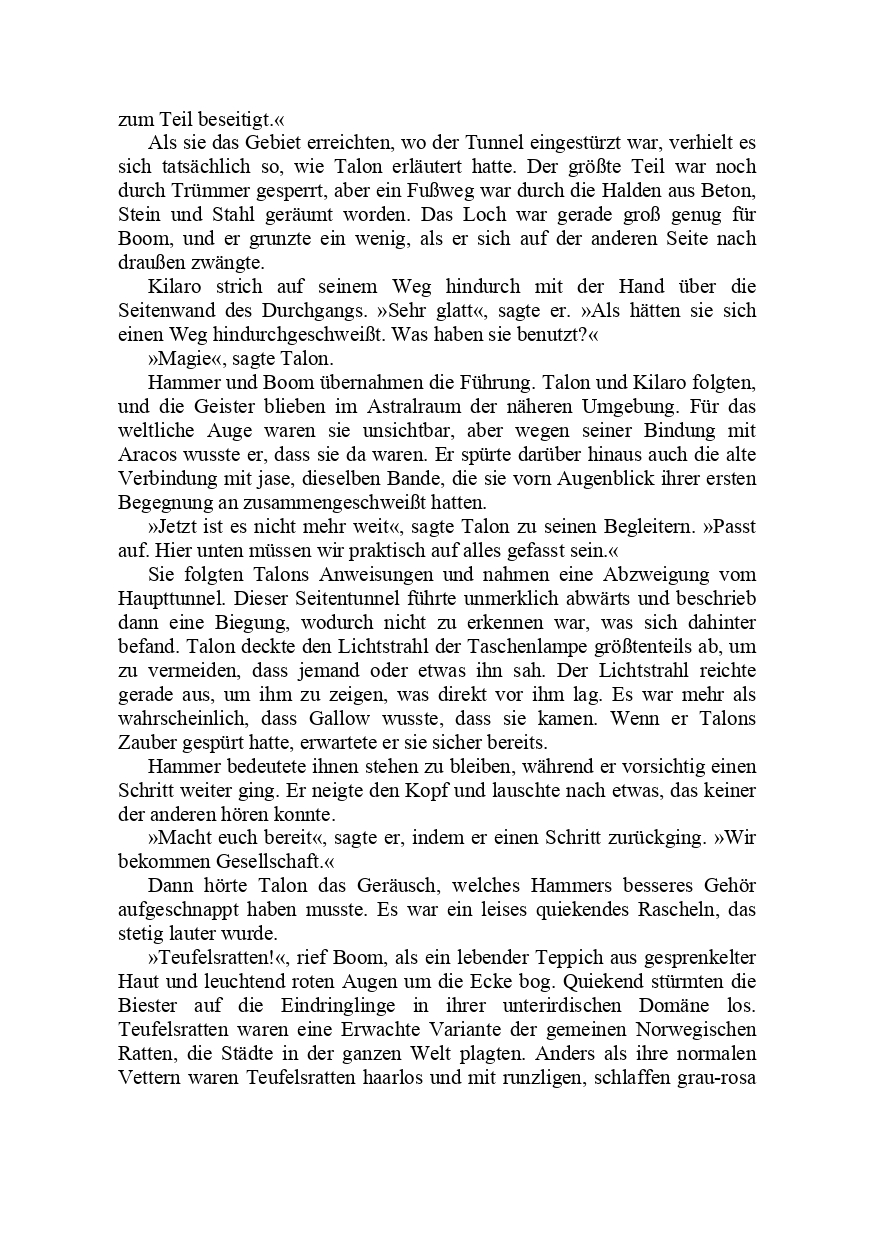 zum Teil beseitigt.«
Als sie das Gebiet erreichten, wo der Tunnel eingestürzt war, verhielt es
sich tatsächlich so, wie Talon erläutert hatte. Der größte Teil war noch
durch Trümmer gesperrt, aber ein Fußweg war durch die Halden aus Beton,
Stein und Stahl geräumt worden. Das Loch war gerade groß genug für
Boom, und er grunzte ein wenig, als er sich auf der anderen Seite nach
draußen zwängte.
Kilaro strich auf seinem Weg hindurch mit der Hand über die
Seitenwand des Durchgangs. »Sehr glatt«, sagte er. »Als hätten sie sich
einen Weg hindurchgeschweißt. Was haben sie benutzt?«
»Magie«, sagte Talon.
Hammer und Boom übernahmen die Führung. Talon und Kilaro folgten,
und die Geister blieben im Astralraum der näheren Umgebung. Für das
weltliche Auge waren sie unsichtbar, aber wegen seiner Bindung mit
Aracos wusste er, dass sie da waren. Er spürte darüber hinaus auch die alte
Verbindung mit jase, dieselben Bande, die sie vorn Augenblick ihrer ersten
Begegnung an zusammengeschweißt hatten.
»Jetzt ist es nicht mehr weit«, sagte Talon zu seinen Begleitern. »Passt
auf. Hier unten müssen wir praktisch auf alles gefasst sein.«
Sie folgten Talons Anweisungen und nahmen eine Abzweigung vom
Haupttunnel. Dieser Seitentunnel führte unmerklich abwärts und beschrieb
dann eine Biegung, wodurch nicht zu erkennen war, was sich dahinter
befand. Talon deckte den Lichtstrahl der Taschenlampe größtenteils ab, um
zu vermeiden, dass jemand oder etwas ihn sah. Der Lichtstrahl reichte
gerade aus, um ihm zu zeigen, was direkt vor ihm lag. Es war mehr als
wahrscheinlich, dass Gallow wusste, dass sie kamen. Wenn er Talons
Zauber gespürt hatte, erwartete er sie sicher bereits.
Hammer bedeutete ihnen stehen zu bleiben, während er vorsichtig einen
Schritt weiter ging. Er neigte den Kopf und lauschte nach etwas, das keiner
der anderen hören konnte.
»Macht euch bereit«, sagte er, indem er einen Schritt zurückging. »Wir
bekommen Gesellschaft.«
Dann hörte Talon das Geräusch, welches Hammers besseres Gehör
aufgeschnappt haben musste. Es war ein leises quiekendes Rascheln, das
stetig lauter wurde.
»Teufelsratten!«, rief Boom, als ein lebender Teppich aus gesprenkelter
Haut und leuchtend roten Augen um die Ecke bog. Quiekend stürmten die
Biester auf die Eindringlinge in ihrer unterirdischen Domäne los.
Teufelsratten waren eine Erwachte Variante der gemeinen Norwegischen
Ratten, die Städte in der ganzen Welt plagten. Anders als ihre normalen
Vettern waren Teufelsratten haarlos und mit runzligen, schlaffen grau-rosa